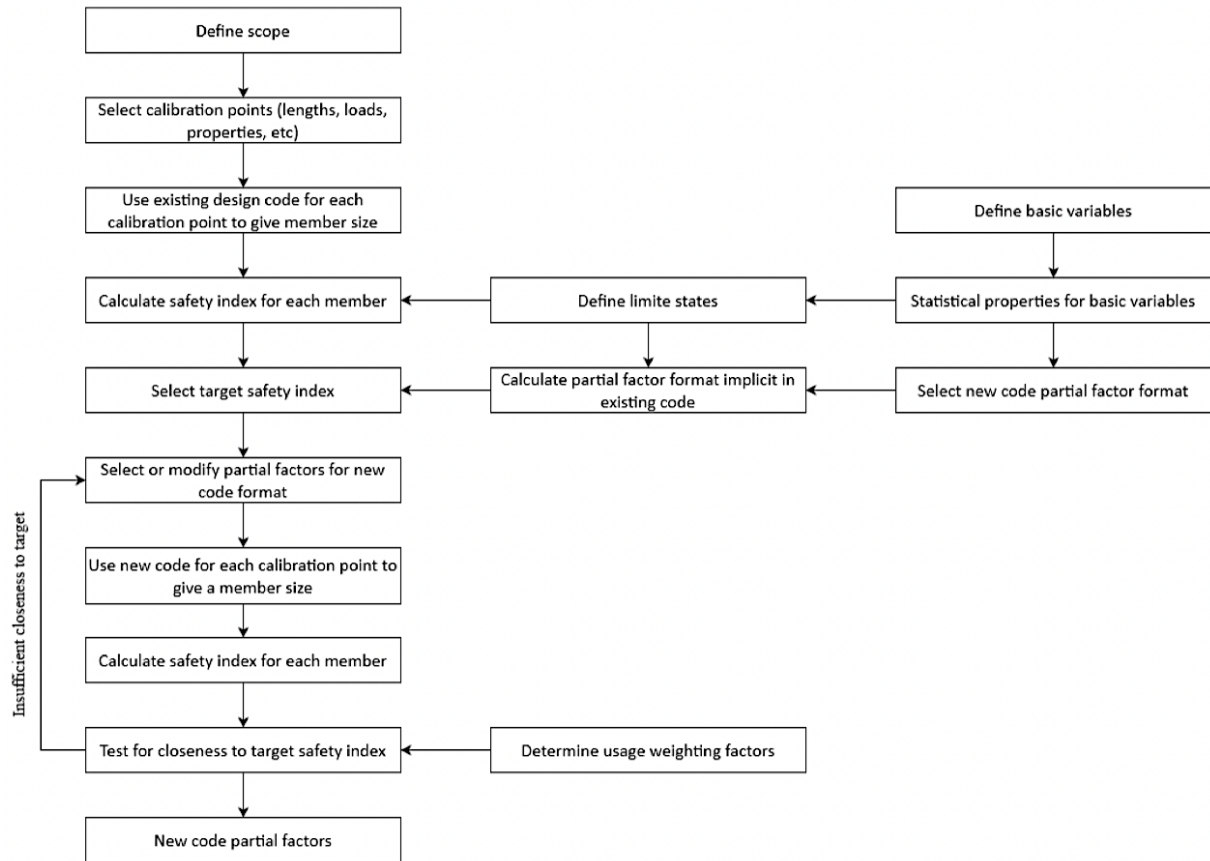 Define scope
Select calibration points (lengths, loads,
properties, etc)
Use existing design code for each
calibration point to give member size
Define basic variables
Calculate safety index for each member
Define limite states
Statistical properties for basic variables
Select target safety index
Calculate partial factor format implicit in
existing code
Select new code partial factor format
Select or modify partial factors for new
code format
Insufficient closeness to target
Use new code for each calibration point to
give a member size
Calculate safety index for each member
Test for closeness to target safety index
Determine usage weighting factors
New code partial factors